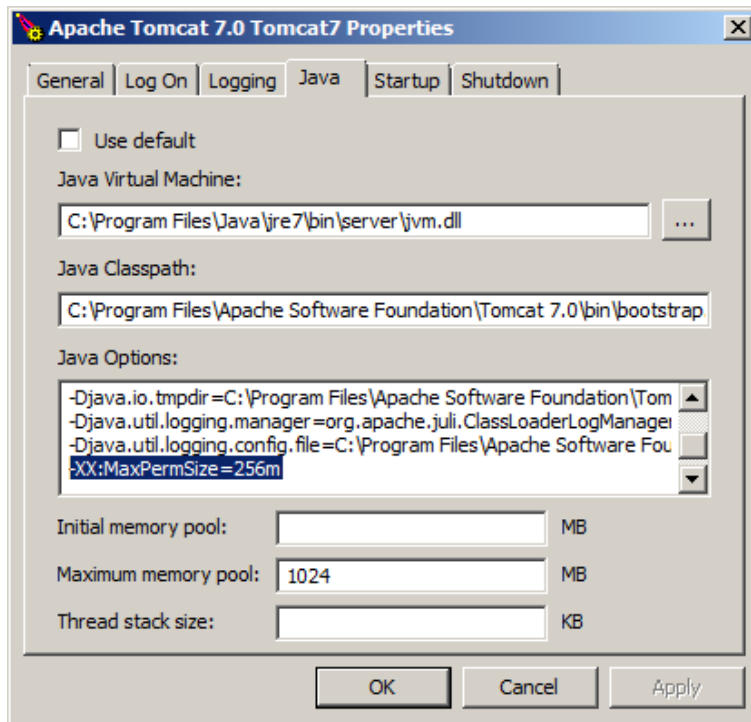 Apache Tomcat 7.0 Tomcat7 Properties
General Log On Logging Java Startup Shutdown
Use default
Java Virtual Machine:
C:\Program Files\Java\jre7\bin\server\jvm.dll
...
Java Classpath:
C:\Program Files\Apache Software Foundation\Tomcat 7.0\bin\bootstrap
Java Options:
-Djava.io.tmpdir=C:\Program Files\Apache Software Foundation\Tom
-Djava.util.logging.manager=org.apache.juli.ClassLoaderLogManager
-Djava.util.logging.config.file=C:\Program Files\Apache Software Fou
-XX:MaxPermSize=256m
Initial memory pool: MB
Maximum memory pool: 1024 MB
Thread stack size: KB
OK Cancel Apply